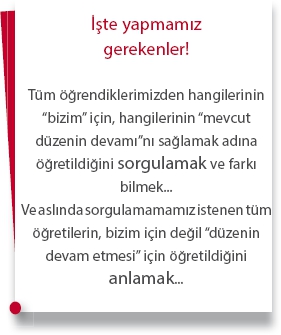 İşte yapmamız
gerekenler!
Tüm öğrendiklerimizden hangilerinin
“bizim” için, hangilerinin “mevcut
düzenin devamı”nı sağlamak adına
öğretildiğini sorgulamak ve farkı
bilmek...
Ve aslında sorgulamamamız istenen tüm
öğretilerin, bizim için değil “düzenin
devam etmesi” için öğretildiğini
anlamak...